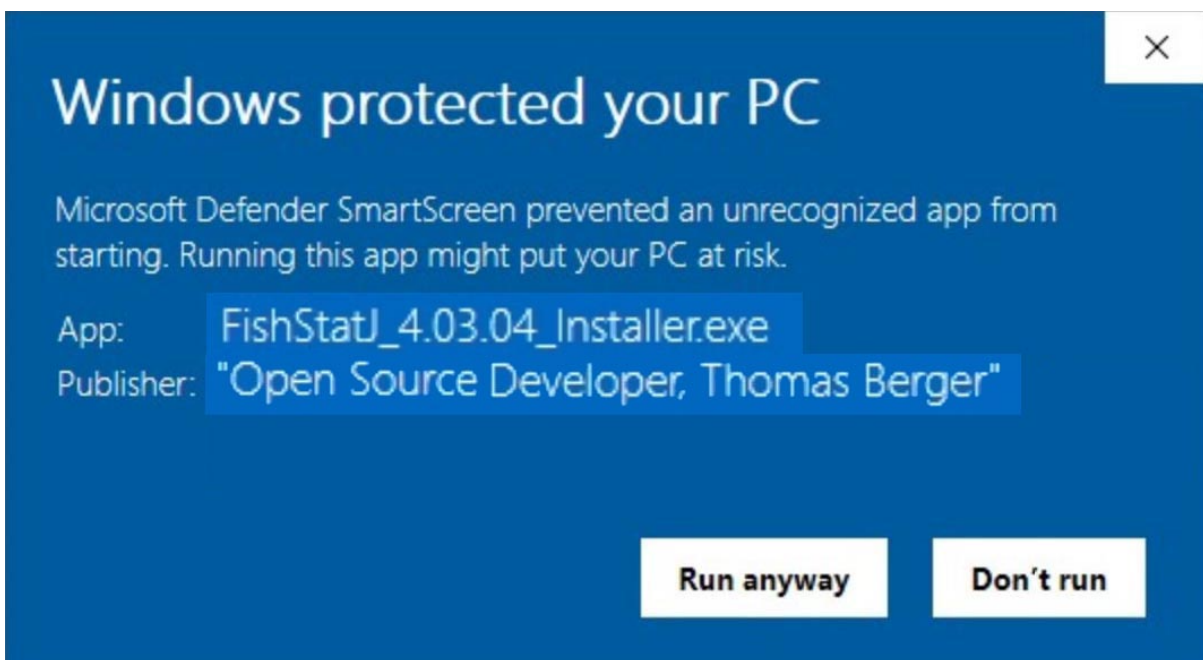 Windows protected your PC
Microsoft Defender SmartScreen prevented an unrecognized app from
starting. Running this app might put your PC at risk.
App: FishStatJ_4.03.04_Installer.exe
Publisher: "Open Source Developer, Thomas Berger"
Run anyway Don't run